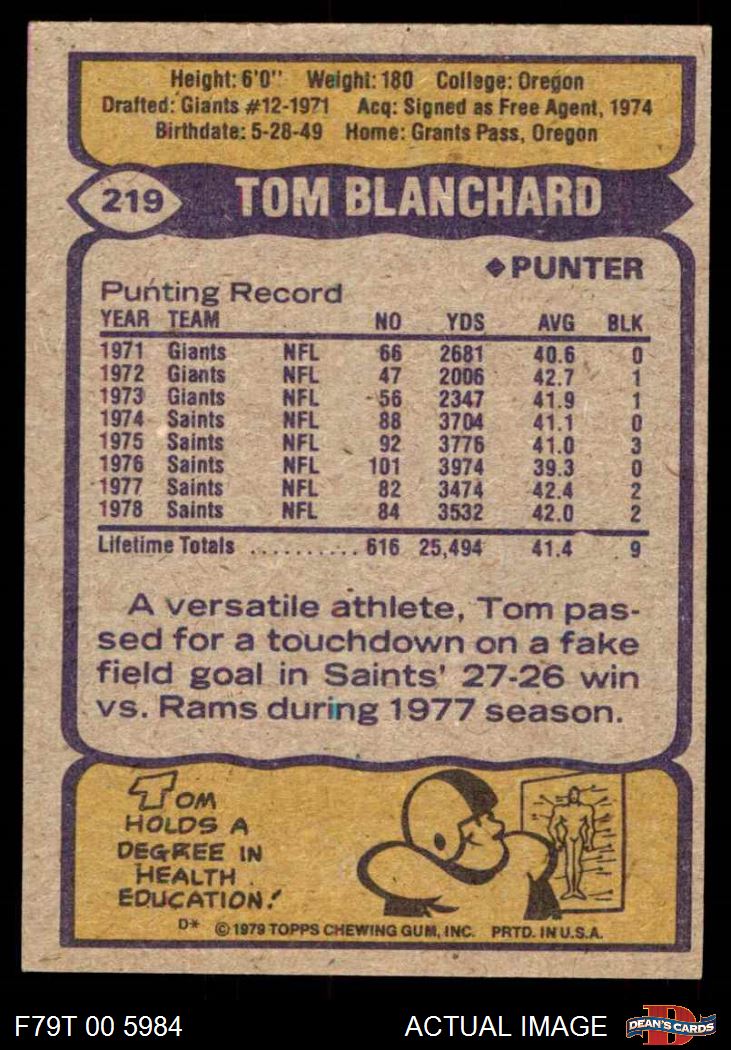 Height: 6'0" Weight: 180 College: Oregon
Drafted: Giants #12-1971 Acq: Signed as Free Agent, 1974
Birthdate: 5-28-49 Home: Grants Pass, Oregon
219 TOM BLANCHARD
◆PUNTER
Punting Record
YEAR TEAM NO YDS AVG BLK
1971 Giants NFL 66 2681 40.6 0
1972 Giants NFL 47 2006 42.7 1
1973 Giants NFL 56 2347 41.9 1
1974 Saints NFL 88 3704 41.1 0
1975 Saints NFL 92 3776 41.0 3
1976 Saints NFL 101 3974 39.3 0
1977 Saints NFL 82 3474 42.4 2
1978 Saints NFL 84 3532 42.0 2
Lifetime Totals .......... 616 25,494 41.4 9
A versatile athlete, Tom pas-
sed for a touchdown on a fake
field goal in Saints' 27-26 win
vs. Rams during 1977 season.
TOM
HOLDS A
DEGREE IN
HEALTH
EDUCATION!
D* © 1979 TOPPS CHEWING GUM, INC. PRTD. IN U.S.A.
F79T 00 5984 ACTUAL IMAGE DEAN'S CARDS